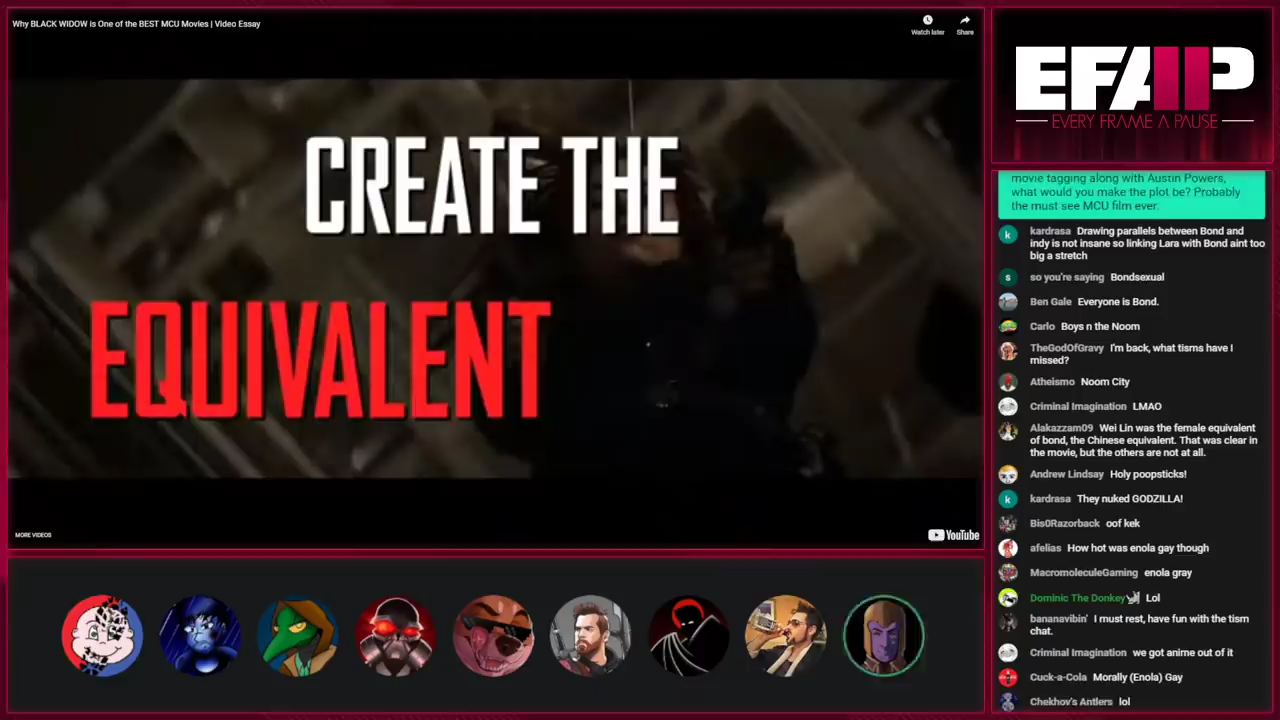 Why BLACK WIDOW is One of the BEST MCU Movies | Video Essay
Watch later
Share
CREATE THE
EQUIVALENT
MORE VIDEOS
YouTube
EFAP
EVERY FRAME A PAUSE
movie tagging along with Austin Powers,
what would you make the plot be? Probably
the must see MCU film ever.
k
kardrasa Drawing parallels between Bond and
indy is not insane so linking Lara with Bond aint too
big a stretch
s
so you're saying Bondsexual
Ben Gale Everyone is Bond.
Carlo Boys n the Noom
TheGodOfGravy I'm back, what tisms have I
missed?
Atheismo Noom City
Criminal Imagination LMAO
Alakazzam09 Wei Lin was the female equivalent
of bond, the Chinese equivalent. That was clear in
the movie, but the others are not at all.
Andrew Lindsay Holy poopsticks!
k
kardrasa They nuked GODZILLA!
Bis0Razorback oof kek
afelias How hot was enola gay though
MacromoleculeGaming enola gray
Dominic The Donkey Lol
bananavibin' I must rest, have fun with the tism
chat.
Criminal Imagination we got anime out of it
Cuck-a-Cola Morally (Enola) Gay
Chekhov's Antlers lol